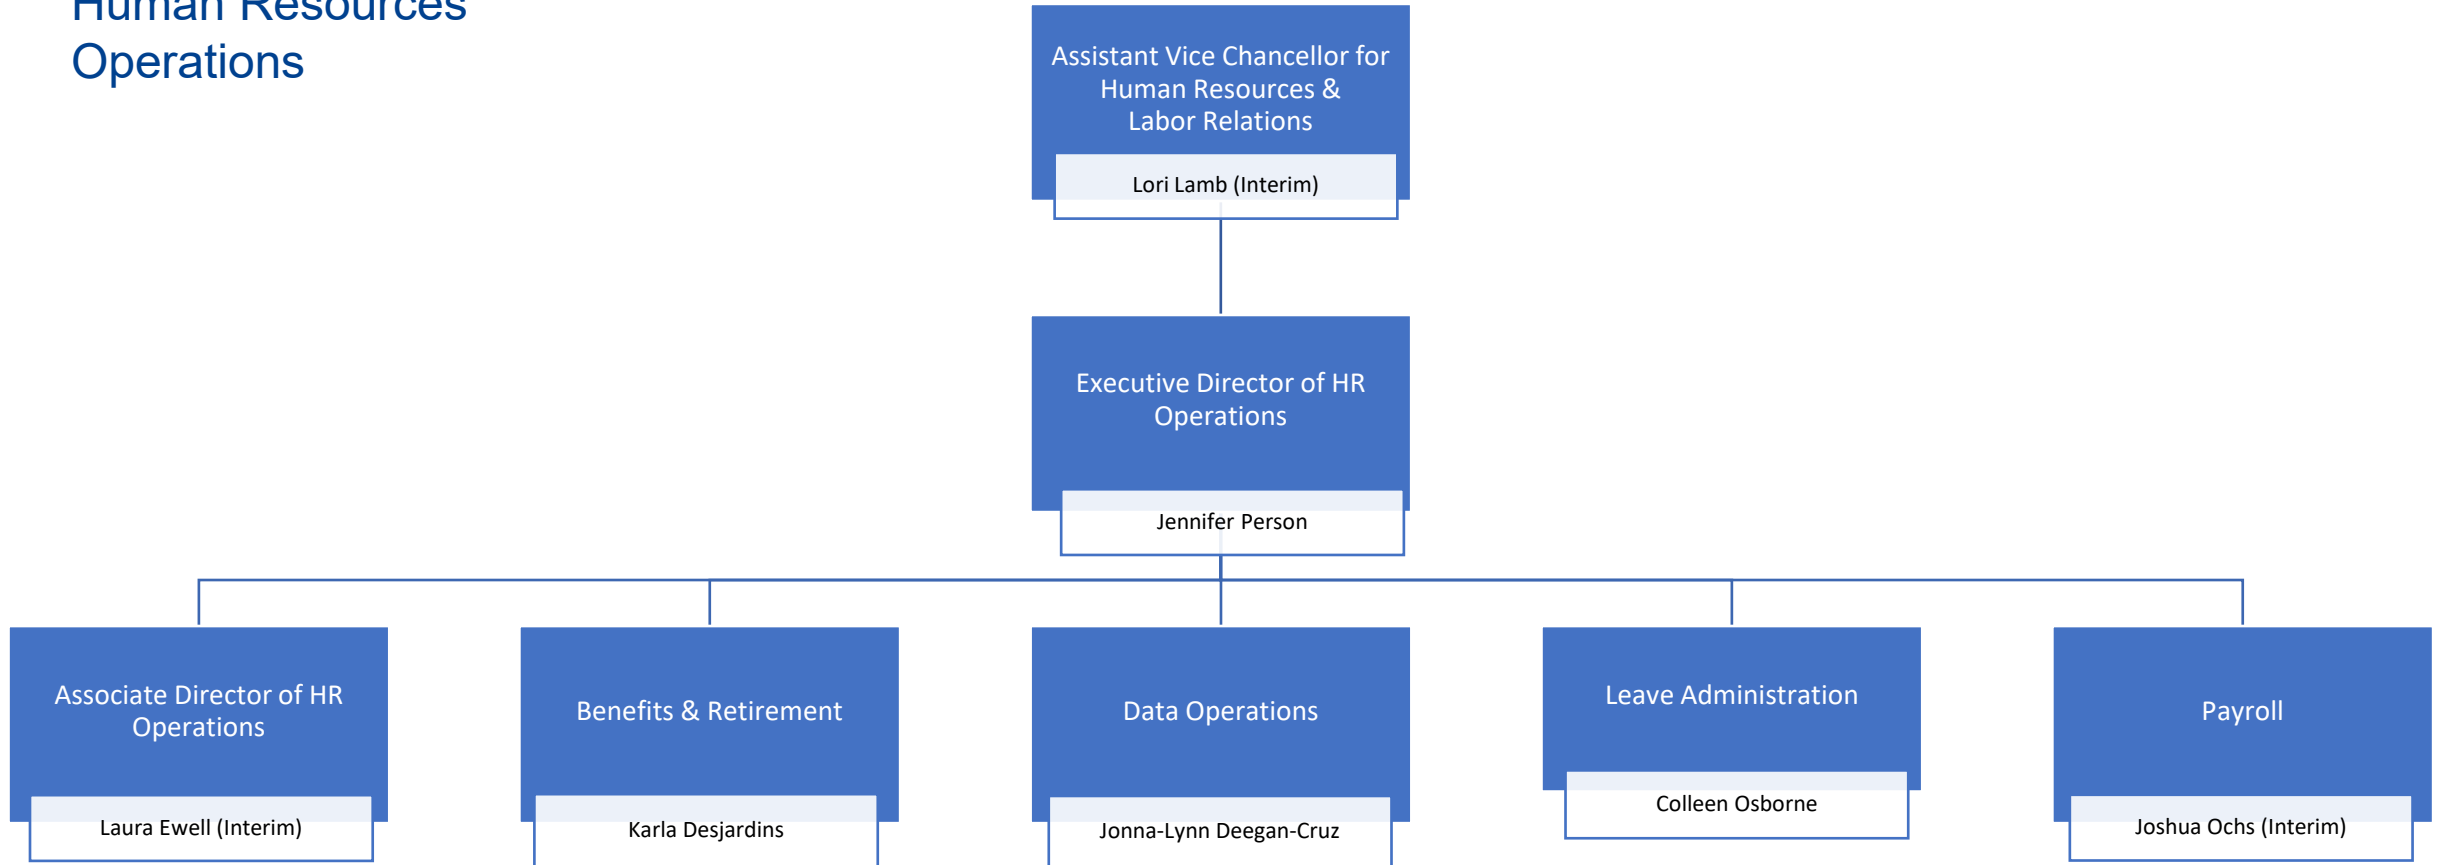 Human Resources
Operations
Assistant Vice Chancellor for
Human Resources &
Labor Relations
Lori Lamb (Interim)
Executive Director of HR
Operations
Jennifer Person
Associate Director of HR
Operations
Laura Ewell (Interim)
Benefits & Retirement
Karla Desjardins
Data Operations
Jonna-Lynn Deegan-Cruz
Leave Administration
Colleen Osborne
Payroll
Joshua Ochs (Interim)